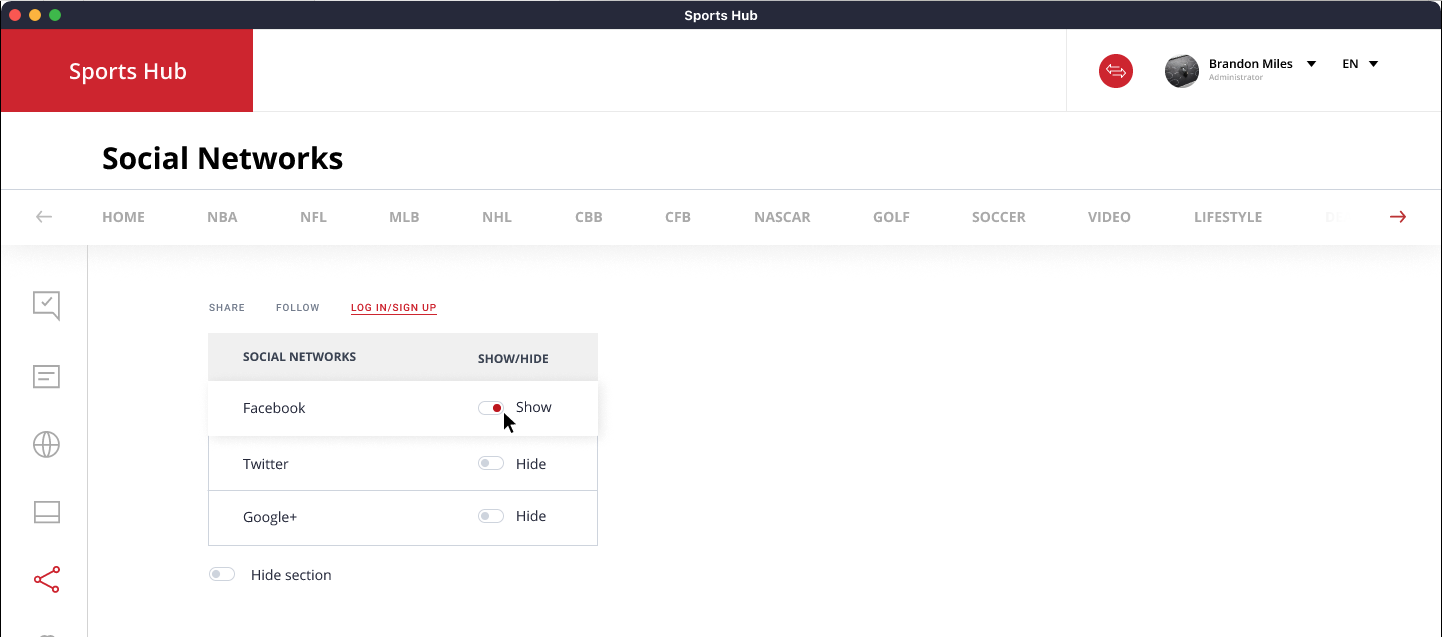 Sports Hub
Sports Hub
Brandon Miles
Administrator
EN
Social Networks
HOME NBA NFL MLB NHL CBB CFB NASCAR GOLF SOCCER VIDEO LIFESTYLE
SHARE FOLLOW LOG IN/SIGN UP
SOCIAL NETWORKS SHOW/HIDE
Facebook Show
Twitter Hide
Google+ Hide
Hide section